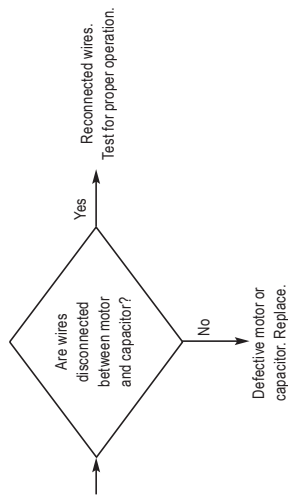 Are wires
disconnected
between motor
and capacitor?
Yes
Reconnected wires.
Test for proper operation.
No
Defective motor or
capacitor. Replace.